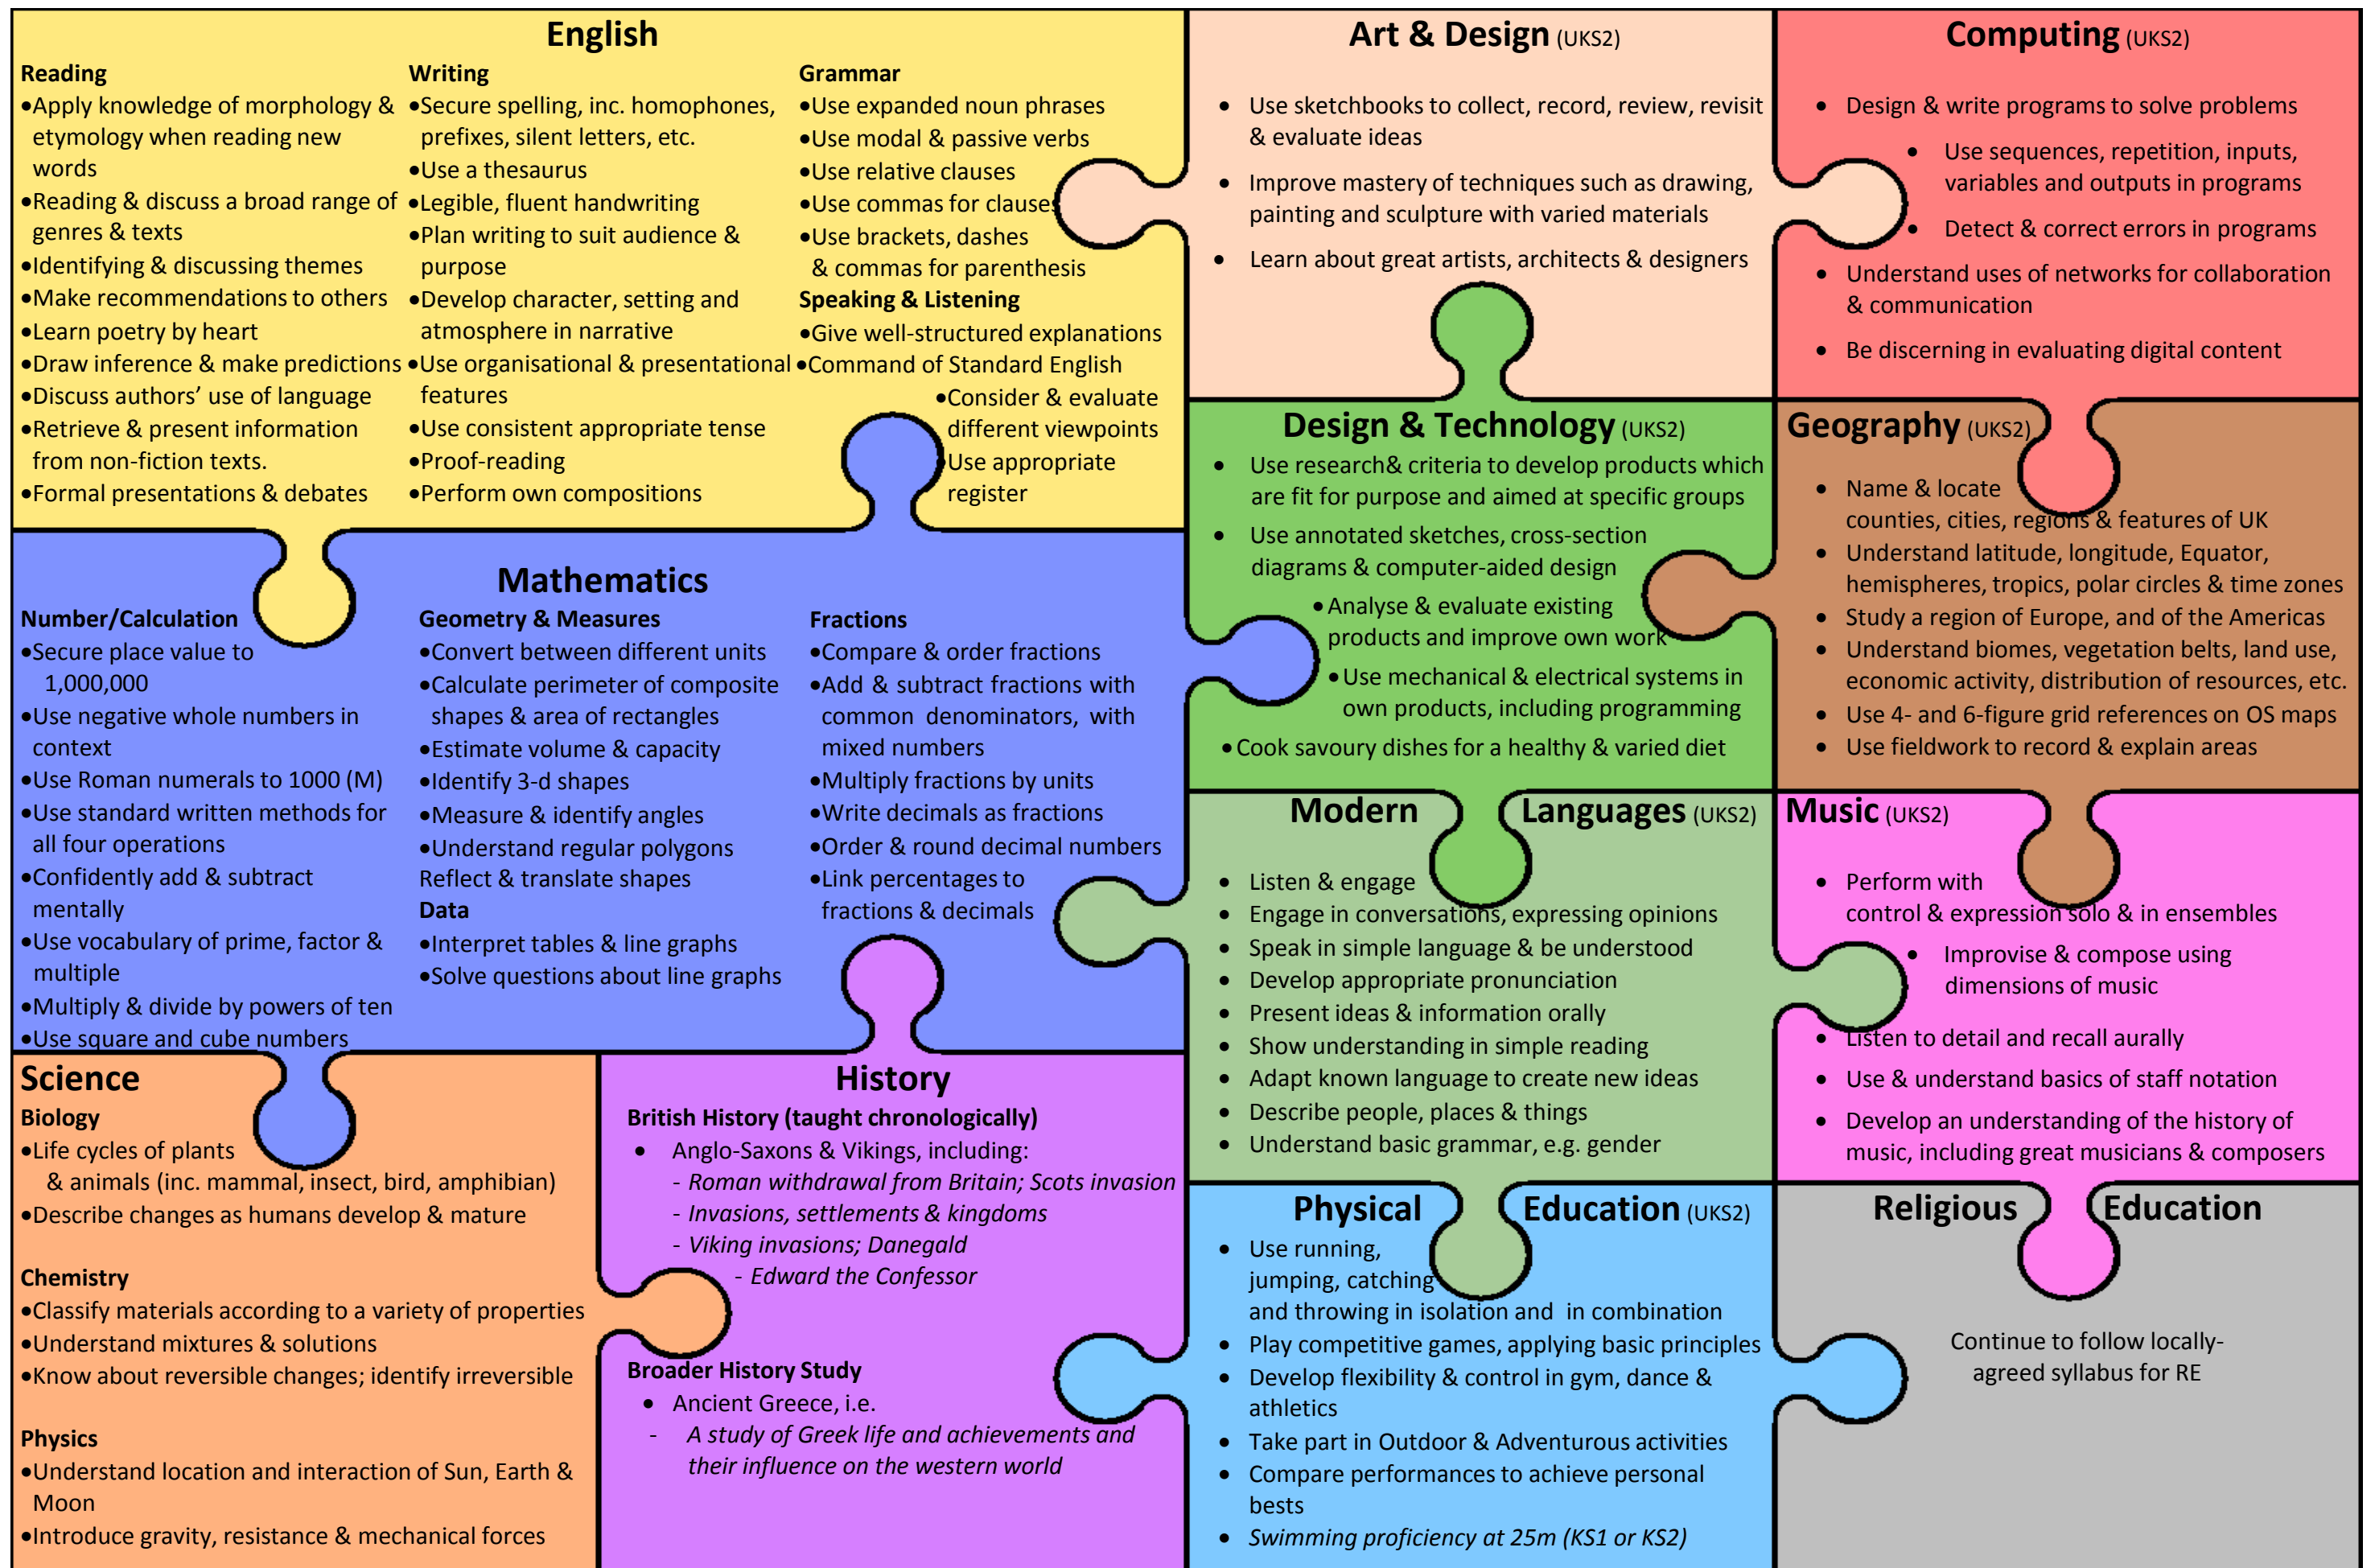 English
Reading
•Apply knowledge of morphology &
etymology when reading new
words
•Reading & discuss a broad range of
genres & texts
•Identifying & discussing themes
•Make recommendations to others
•Learn poetry by heart
•Draw inference & make predictions
•Discuss authors’ use of language
•Retrieve & present information
from non-fiction texts.
•Formal presentations & debates
Writing
•Secure spelling, inc. homophones,
prefixes, silent letters, etc.
•Use a thesaurus
•Legible, fluent handwriting
•Plan writing to suit audience &
purpose
•Develop character, setting and
atmosphere in narrative
•Use organisational & presentational
features
•Use consistent appropriate tense
•Proof-reading
•Perform own compositions
Grammar
•Use expanded noun phrases
•Use modal & passive verbs
•Use relative clauses
•Use commas for clauses
•Use brackets, dashes
& commas for parenthesis
Speaking & Listening
•Give well-structured explanations
•Command of Standard English
•Consider & evaluate
different viewpoints
•Use appropriate
register
Art & Design (UKS2)
• Use sketchbooks to collect, record, review, revisit
& evaluate ideas
• Improve mastery of techniques such as drawing,
painting and sculpture with varied materials
• Learn about great artists, architects & designers
Computing (UKS2)
• Design & write programs to solve problems
• Use sequences, repetition, inputs,
variables and outputs in programs
• Detect & correct errors in programs
• Understand uses of networks for collaboration
& communication
• Be discerning in evaluating digital content
Design & Technology (UKS2)
• Use research& criteria to develop products which
are fit for purpose and aimed at specific groups
• Use annotated sketches, cross-section
diagrams & computer-aided design
• Analyse & evaluate existing
products and improve own work
• Use mechanical & electrical systems in
own products, including programming
• Cook savoury dishes for a healthy & varied diet
Geography (UKS2)
• Name & locate
counties, cities, regions & features of UK
• Understand latitude, longitude, Equator,
hemispheres, tropics, polar circles & time zones
• Study a region of Europe, and of the Americas
• Understand biomes, vegetation belts, land use,
economic activity, distribution of resources, etc.
• Use 4- and 6-figure grid references on OS maps
• Use fieldwork to record & explain areas
Mathematics
Number/Calculation
•Secure place value to
1,000,000
•Use negative whole numbers in
context
•Use Roman numerals to 1000 (M)
•Use standard written methods for
all four operations
•Confidently add & subtract
mentally
•Use vocabulary of prime, factor &
multiple
•Multiply & divide by powers of ten
•Use square and cube numbers
Geometry & Measures
•Convert between different units
•Calculate perimeter of composite
shapes & area of rectangles
•Estimate volume & capacity
•Identify 3-d shapes
•Measure & identify angles
•Understand regular polygons
Reflect & translate shapes
Data
•Interpret tables & line graphs
•Solve questions about line graphs
Fractions
•Compare & order fractions
•Add & subtract fractions with
common denominators, with
mixed numbers
•Multiply fractions by units
•Write decimals as fractions
•Order & round decimal numbers
•Link percentages to
fractions & decimals
Modern Languages (UKS2)
• Listen & engage
• Engage in conversations, expressing opinions
• Speak in simple language & be understood
• Develop appropriate pronunciation
• Present ideas & information orally
• Show understanding in simple reading
• Adapt known language to create new ideas
• Describe people, places & things
• Understand basic grammar, e.g. gender
Music (UKS2)
• Perform with
control & expression solo & in ensembles
• Improvise & compose using
dimensions of music
• Listen to detail and recall aurally
• Use & understand basics of staff notation
• Develop an understanding of the history of
music, including great musicians & composers
Science
Biology
•Life cycles of plants
& animals (inc. mammal, insect, bird, amphibian)
•Describe changes as humans develop & mature
Chemistry
•Classify materials according to a variety of properties
•Understand mixtures & solutions
•Know about reversible changes; identify irreversible
Physics
•Understand location and interaction of Sun, Earth &
Moon
•Introduce gravity, resistance & mechanical forces
History
British History (taught chronologically)
• Anglo-Saxons & Vikings, including:
- Roman withdrawal from Britain; Scots invasion
- Invasions, settlements & kingdoms
- Viking invasions; Danegald
- Edward the Confessor
Broader History Study
• Ancient Greece, i.e.
- A study of Greek life and achievements and
their influence on the western world
Physical Education (UKS2)
• Use running,
jumping, catching
and throwing in isolation and in combination
• Play competitive games, applying basic principles
• Develop flexibility & control in gym, dance &
athletics
• Take part in Outdoor & Adventurous activities
• Compare performances to achieve personal
bests
• Swimming proficiency at 25m (KS1 or KS2)
Religious Education
Continue to follow locally-
agreed syllabus for RE